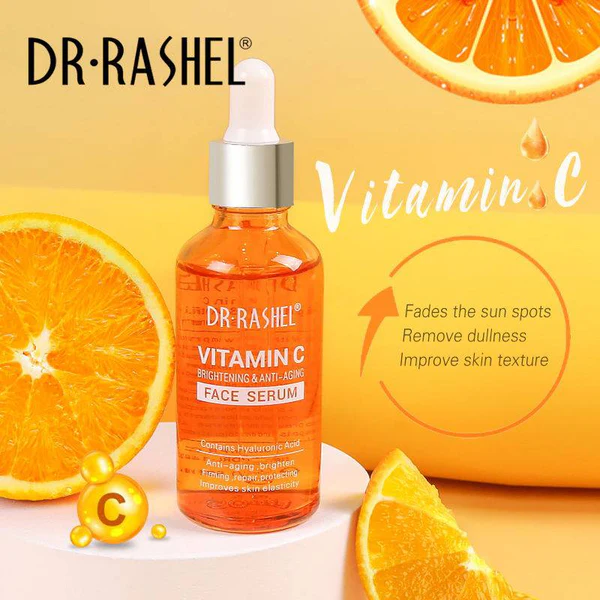 DR·RASHEL®
Vitamin C
Fades the sun spots
Remove dullness
Improve skin texture
DR·RASHEL®
VITAMIN C
BRIGHTENING & ANTI-AGING
FACE SERUM
Contains Hyaluronic Acid
Anti-aging ,brighten
Firming ,repair,protecting
Improves skin elasticity
C